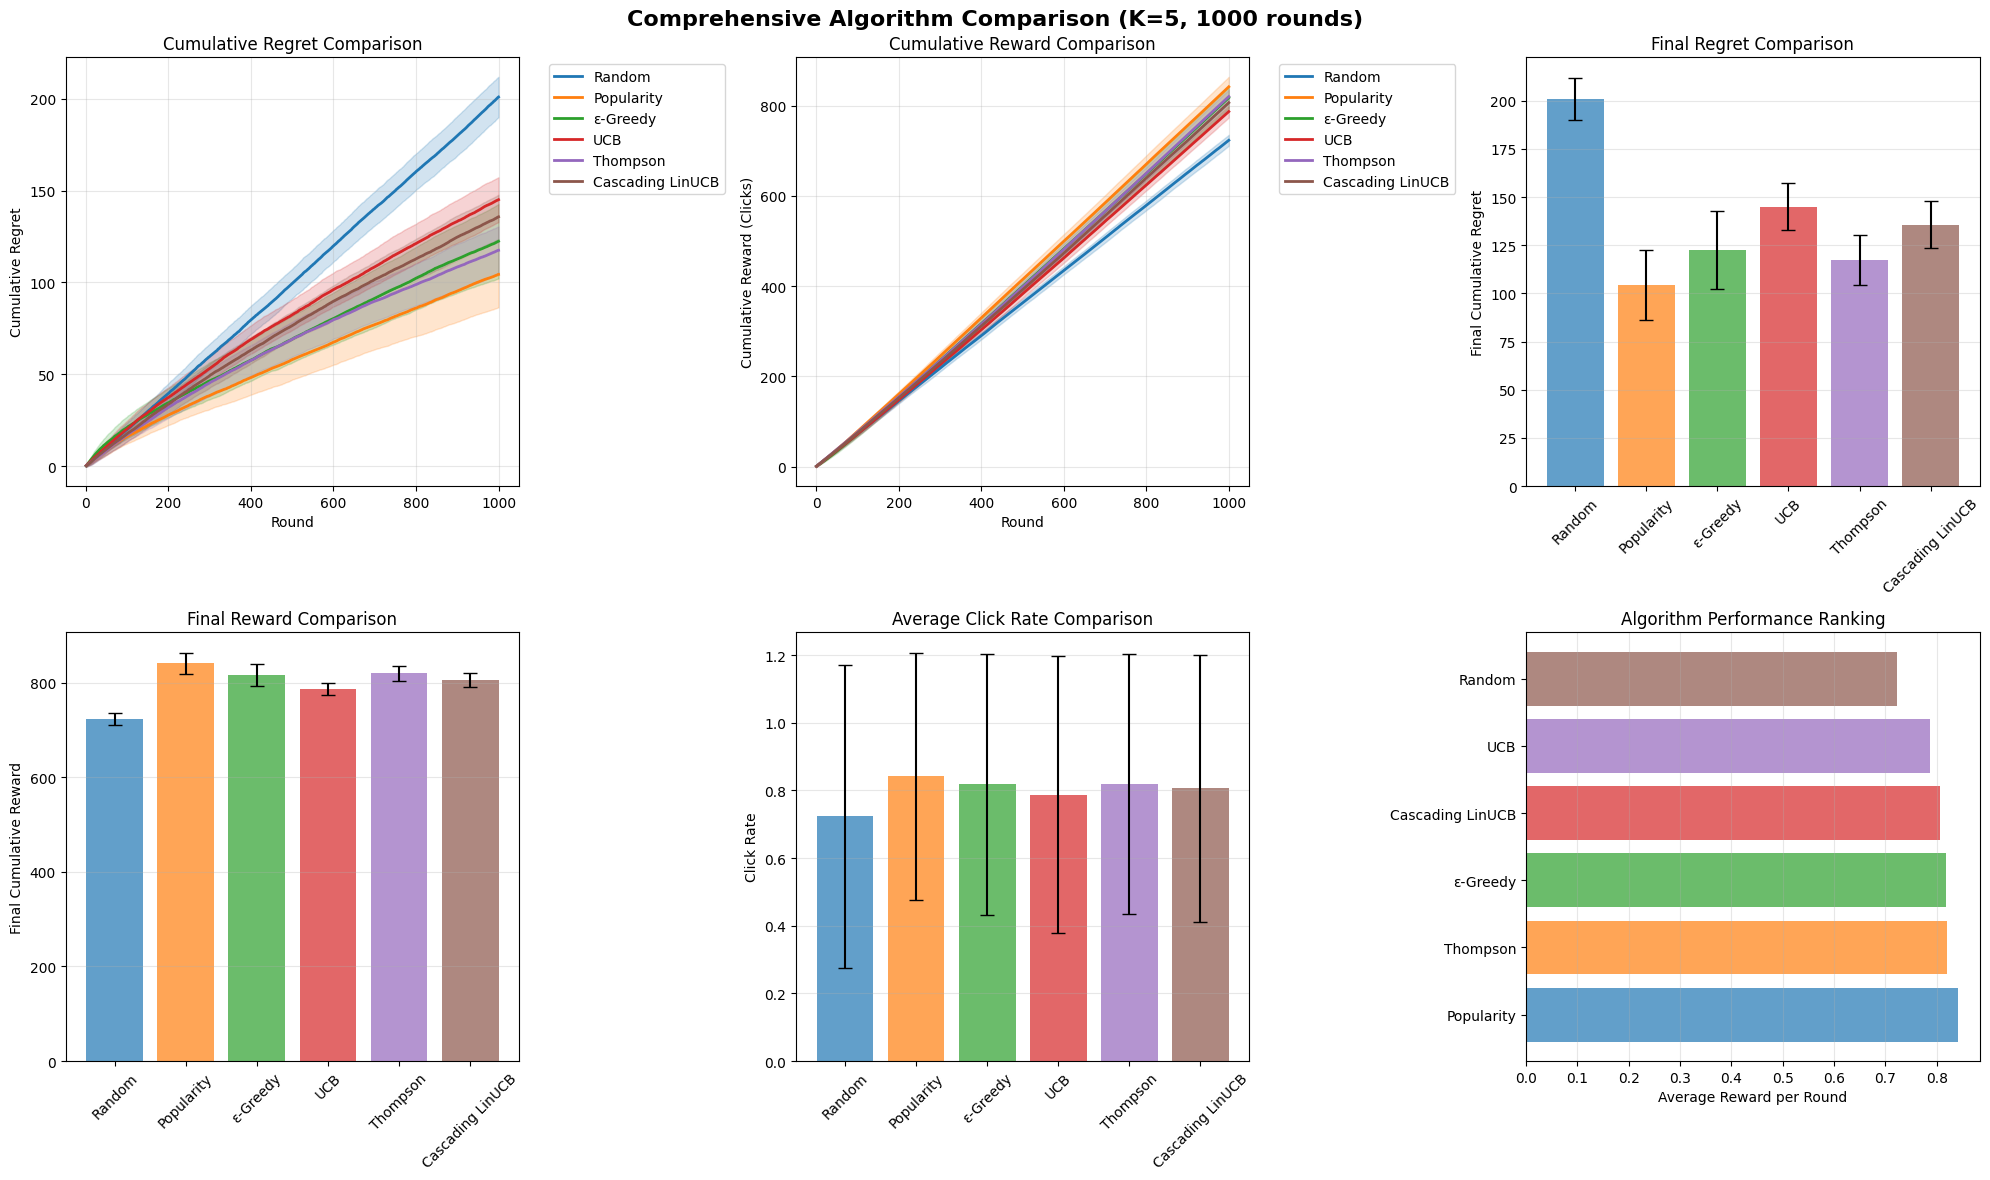 Comprehensive Algorithm Comparison (K=5, 1000 rounds)
Cumulative Regret Comparison
Cumulative Regret
200
150
100
50
0
0 200 400 600 800 1000
Round
Random
Popularity
ε-Greedy
UCB
Thompson
Cascading LinUCB
Cumulative Reward Comparison
Cumulative Reward (Clicks)
800
600
400
200
0
0 200 400 600 800 1000
Round
Random
Popularity
ε-Greedy
UCB
Thompson
Cascading LinUCB
Final Regret Comparison
Final Cumulative Regret
200
175
150
125
100
75
50
25
0
Random Popularity ε-Greedy UCB Thompson Cascading LinUCB
Final Reward Comparison
Final Cumulative Reward
800
600
400
200
0
Random Popularity ε-Greedy UCB Thompson Cascading LinUCB
Average Click Rate Comparison
Click Rate
1.2
1.0
0.8
0.6
0.4
0.2
0.0
Random Popularity ε-Greedy UCB Thompson Cascading LinUCB
Algorithm Performance Ranking
Random
UCB
Cascading LinUCB
ε-Greedy
Thompson
Popularity
0.0 0.1 0.2 0.3 0.4 0.5 0.6 0.7 0.8
Average Reward per Round